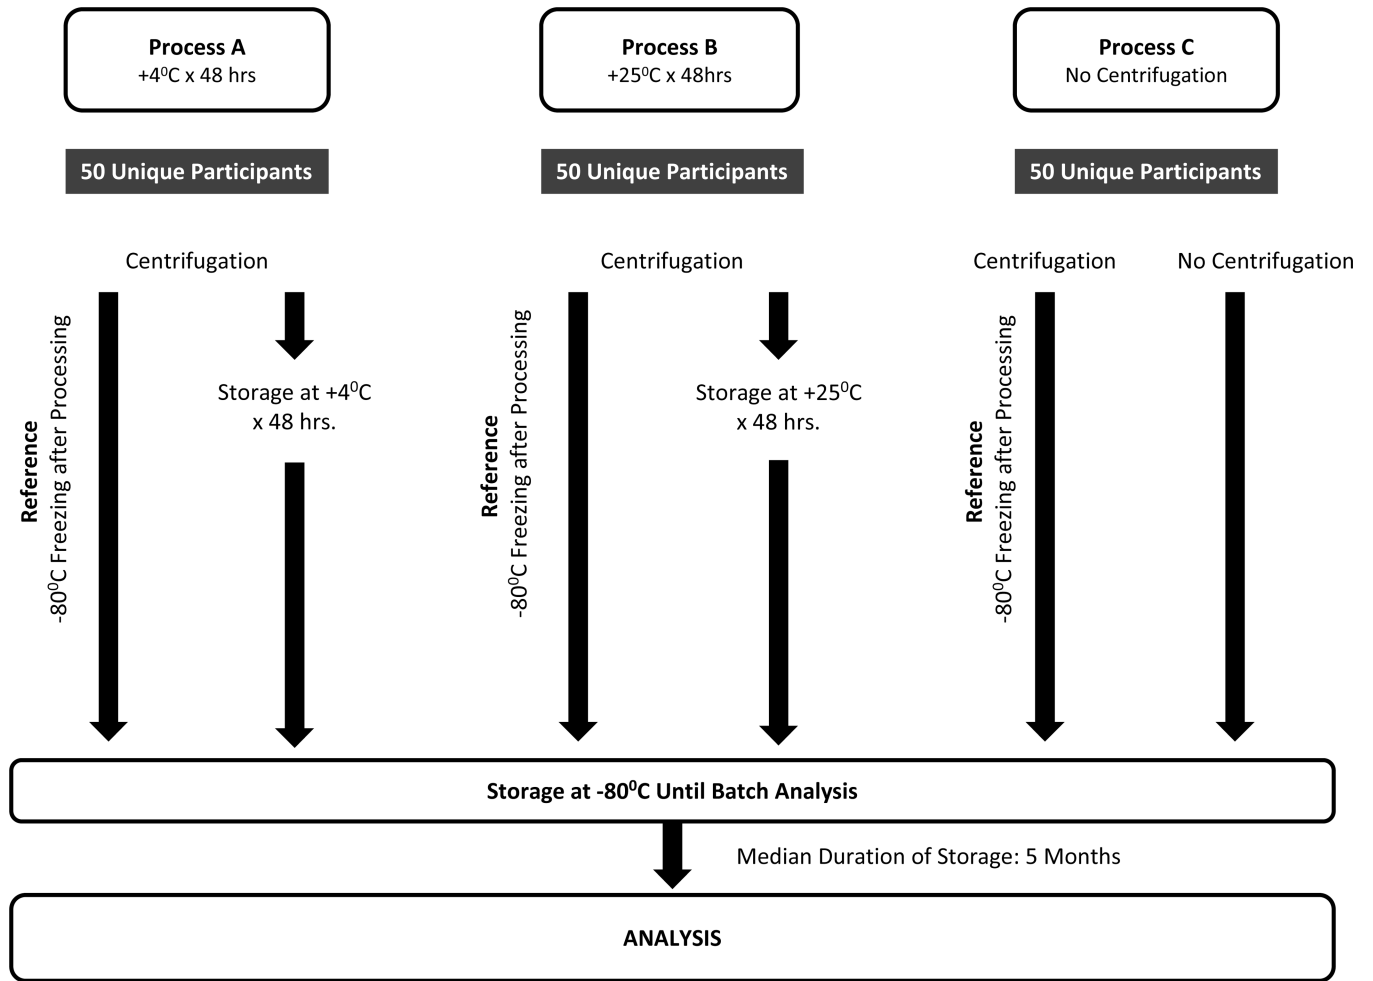 Process A
+4⁰C x 48 hrs
Process B
+25⁰C x 48hrs
Process C
No Centrifugation
50 Unique Participants
50 Unique Participants
50 Unique Participants
Centrifugation
Centrifugation
Centrifugation
No Centrifugation
Reference
-80⁰C Freezing after Processing
Storage at +4⁰C
x 48 hrs.
Reference
-80⁰C Freezing after Processing
Storage at +25⁰C
x 48 hrs.
Reference
-80⁰C Freezing after Processing
Storage at -80⁰C Until Batch Analysis
Median Duration of Storage: 5 Months
ANALYSIS